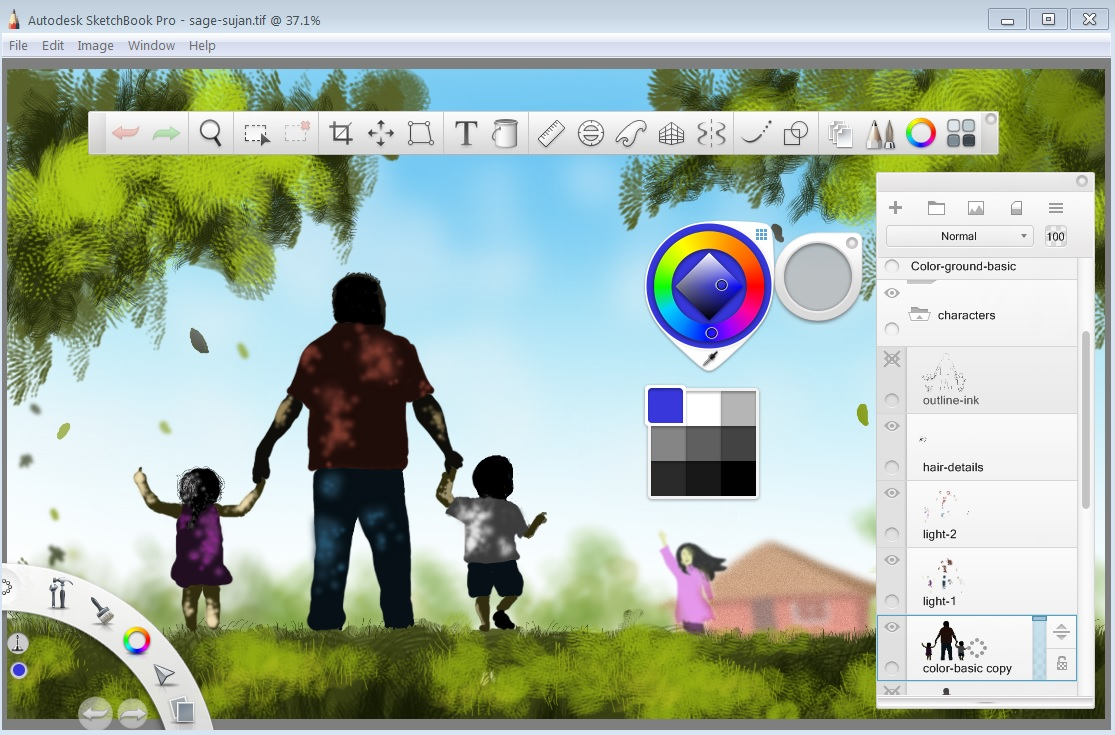 Autodesk SketchBook Pro - sage-sujan.tif @ 37.1%
File Edit Image Window Help
T
Normal 100
Color-ground-basic
characters
outline-ink
hair-details
light-2
light-1
color-basic copy